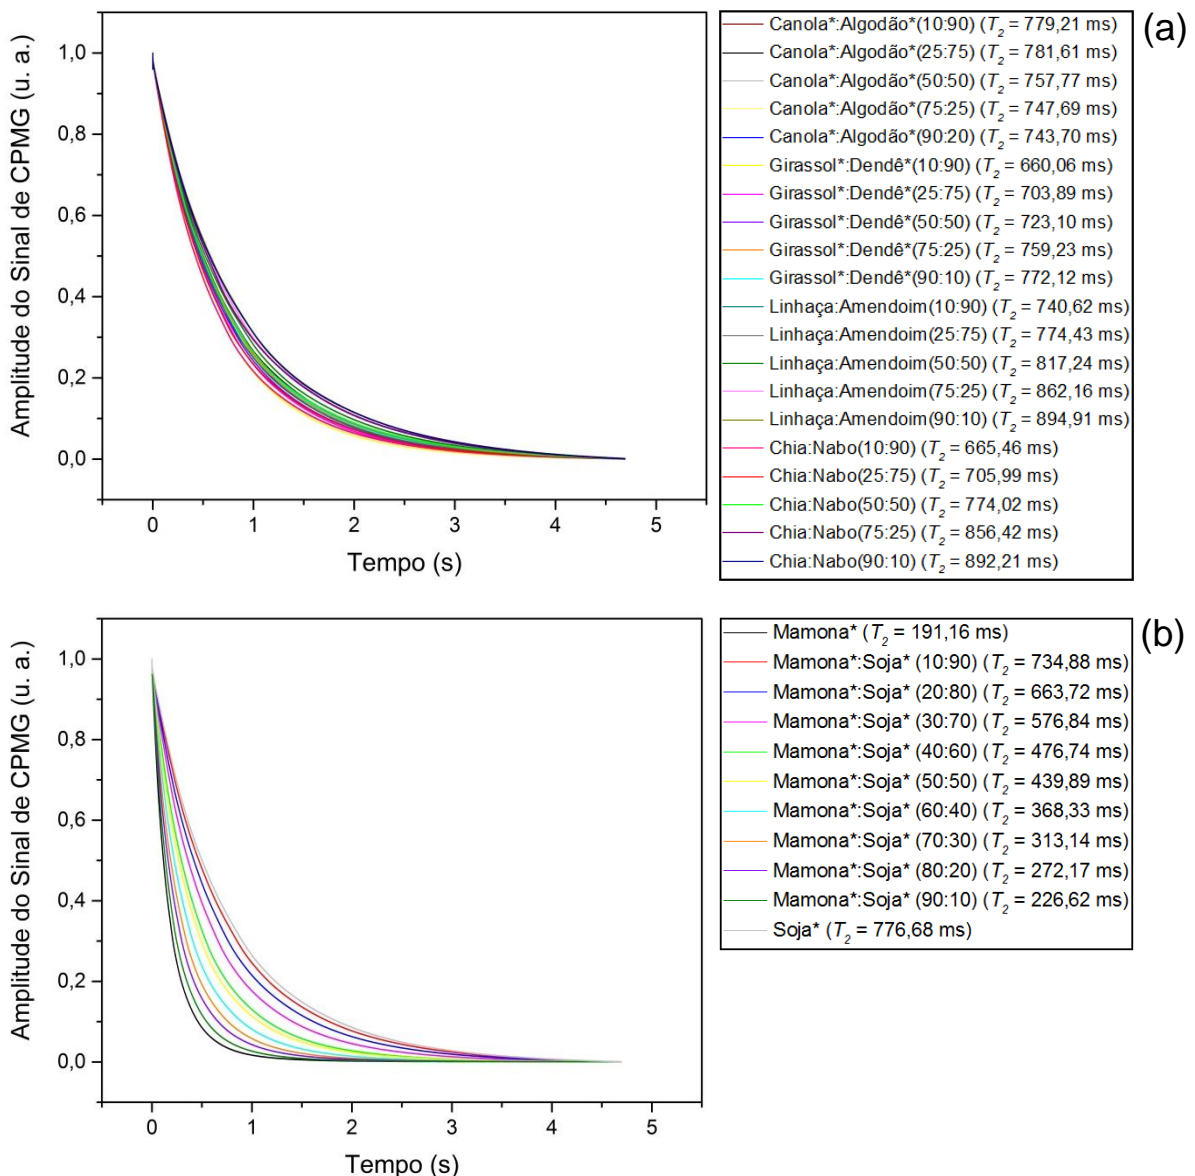 Canola*:Algodão*(10:90) (T2 = 779,21 ms)
Canola*:Algodão*(25:75) (T2 = 781,61 ms)
Canola*:Algodão*(50:50) (T2 = 757,77 ms)
Canola*:Algodão*(75:25) (T2 = 747,69 ms)
Canola*:Algodão*(90:20) (T2 = 743,70 ms)
Girassol*:Dendê*(10:90) (T2 = 660,06 ms)
Girassol*:Dendê*(25:75) (T2 = 703,89 ms)
Girassol*:Dendê*(50:50) (T2 = 723,10 ms)
Girassol*:Dendê*(75:25) (T2 = 759,23 ms)
Girassol*:Dendê*(90:10) (T2 = 772,12 ms)
Linhaça:Amendoim(10:90) (T2 = 740,62 ms)
Linhaça:Amendoim(25:75) (T2 = 774,43 ms)
Linhaça:Amendoim(50:50) (T2 = 817,24 ms)
Linhaça:Amendoim(75:25) (T2 = 862,16 ms)
Linhaça:Amendoim(90:10) (T2 = 894,91 ms)
Chia:Nabo(10:90) (T2 = 665,46 ms)
Chia:Nabo(25:75) (T2 = 705,99 ms)
Chia:Nabo(50:50) (T2 = 774,02 ms)
Chia:Nabo(75:25) (T2 = 856,42 ms)
Chia:Nabo(90:10) (T2 = 892,21 ms)
(a)
Amplitude do Sinal de CPMG (u. a.)
1,0
0,8
0,6
0,4
0,2
0,0
0 1 2 3 4 5
Tempo (s)
Mamona* (T2 = 191,16 ms)
Mamona*:Soja* (10:90) (T2 = 734,88 ms)
Mamona*:Soja* (20:80) (T2 = 663,72 ms)
Mamona*:Soja* (30:70) (T2 = 576,84 ms)
Mamona*:Soja* (40:60) (T2 = 476,74 ms)
Mamona*:Soja* (50:50) (T2 = 439,89 ms)
Mamona*:Soja* (60:40) (T2 = 368,33 ms)
Mamona*:Soja* (70:30) (T2 = 313,14 ms)
Mamona*:Soja* (80:20) (T2 = 272,17 ms)
Mamona*:Soja* (90:10) (T2 = 226,62 ms)
Soja* (T2 = 776,68 ms)
(b)
Amplitude do Sinal de CPMG (u. a.)
1,0
0,8
0,6
0,4
0,2
0,0
0 1 2 3 4 5
Tempo (s)